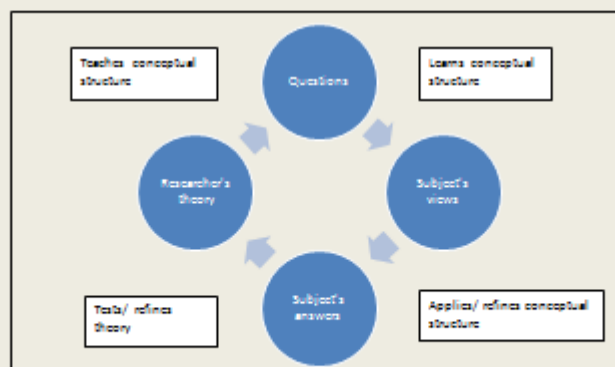 Teaches conceptual
structure
Questions
Learns conceptual
structure
Researcher's
theory
Subject's
views
Tests/ refines
theory
Subject's
answers
Applies/ refines conceptual
structure